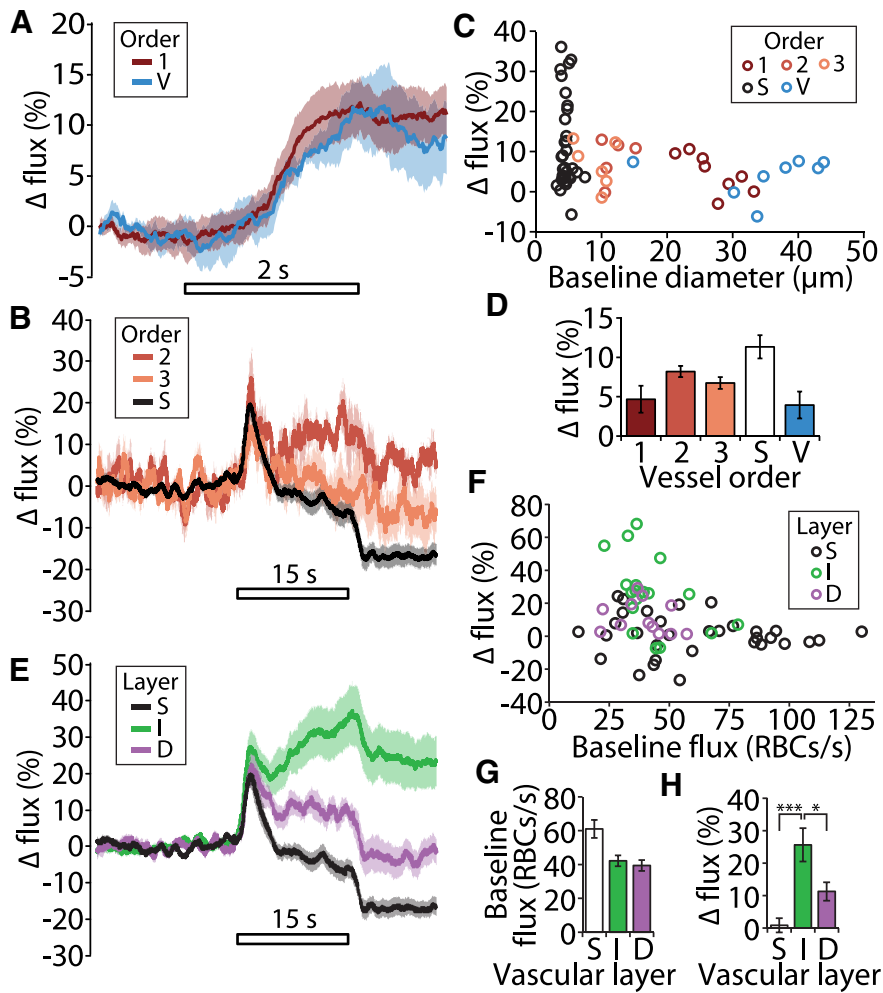 A
20
15
10
5
0
-5
Δ flux (%)
Order
1
V
2 s
B
40
30
20
10
0
-10
-20
-30
Δ flux (%)
Order
2
3
S
15 s
C
40
30
20
10
0
-10
Δ flux (%)
Order
1 2 3
S V
0 10 20 30 40 50
Baseline diameter (μm)
D
15
10
5
0
Δ flux (%)
1 2 3 S V
Vessel order
E
50
40
30
20
10
0
-10
-20
-30
Δ flux (%)
Layer
S
I
D
15 s
F
80
60
40
20
0
-20
-40
Δ flux (%)
Layer
S
I
D
0 25 50 75 100 125
Baseline flux (RBCs/s)
G
80
60
40
20
0
Baseline
flux (RBCs/s)
S I D
Vascular layer
H
40
30
20
10
0
Δ flux (%)
*** *
S I D
Vascular layer